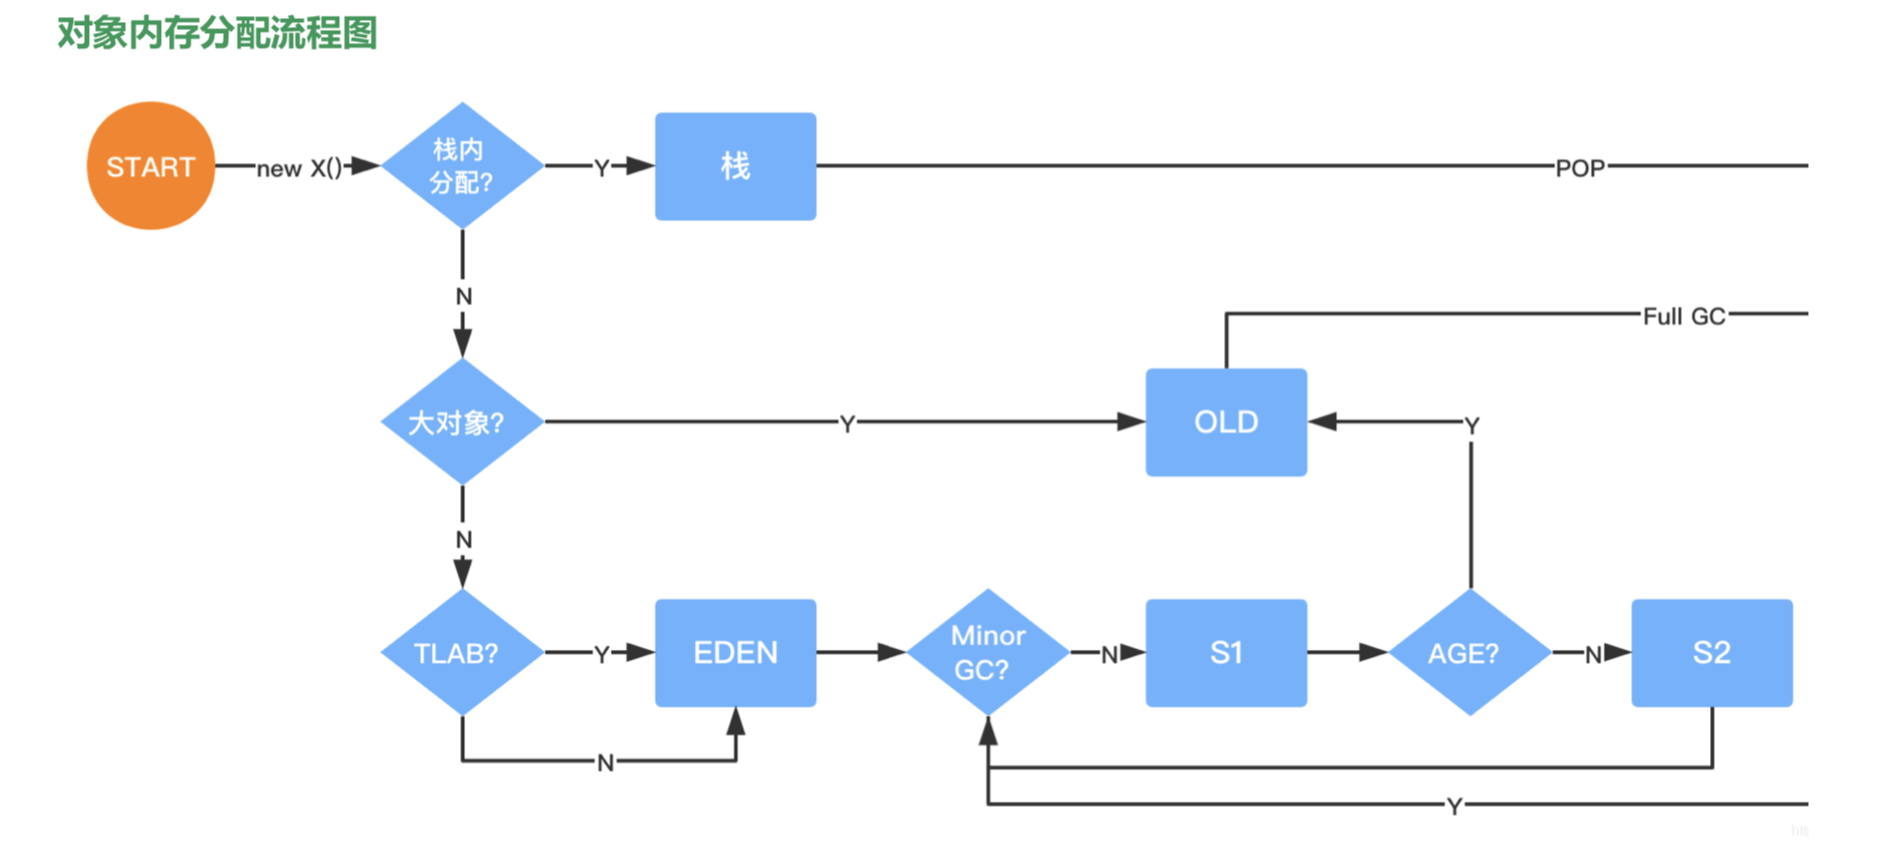 对象内存分配流程图
START
new X()
栈内
分配?
Y
栈
POP
N
Full GC
大对象?
Y
OLD
Y
N
TLAB?
Y
EDEN
Minor
GC?
N
S1
AGE?
N
S2
N
Y